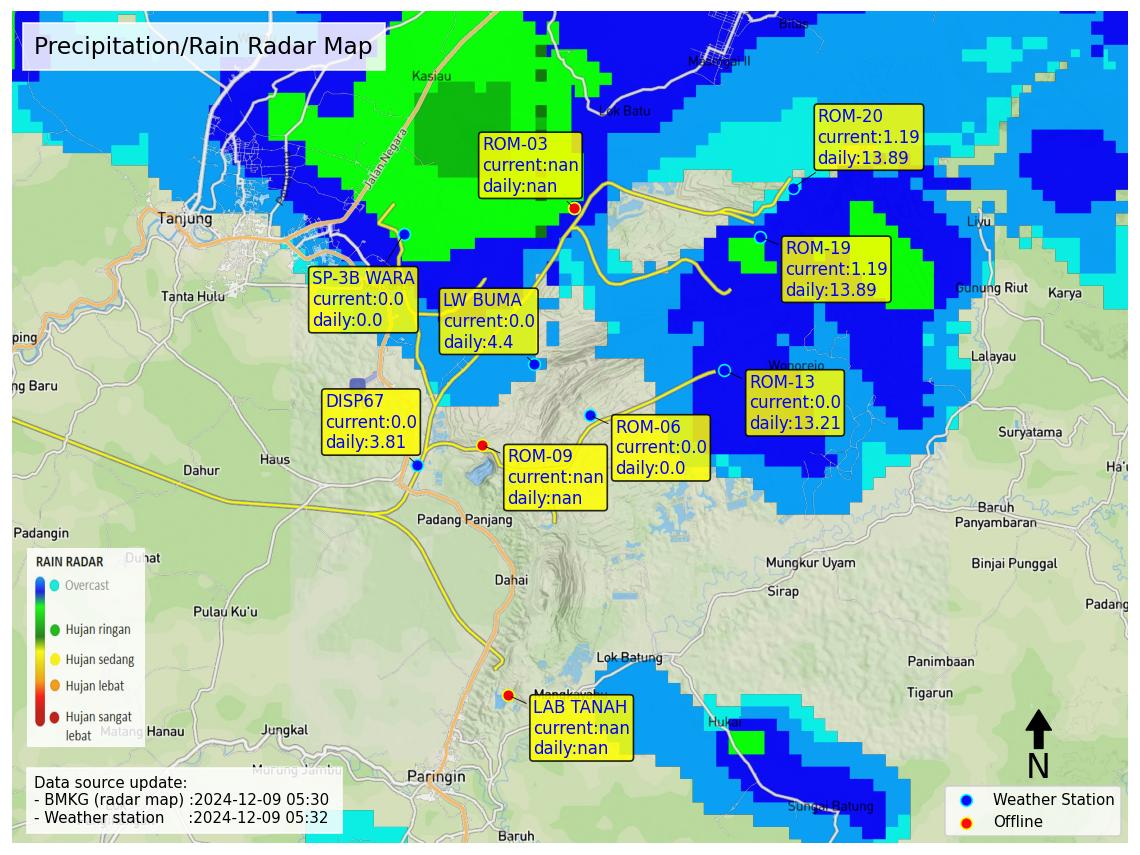 Bitas
Precipitation/Rain Radar Map
Kasiau
Lok Batu
Jalan Negara
ROM-20
current:1.19
daily:13.89
ROM-03
current:nan
daily:nan
Tanjung
Liyu
ROM-19
current:1.19
daily:13.89
SP-3B WARA
current:0.0
daily:0.0
LW BUMA
current:0.0
daily:4.4
Tanta Hulu
Gunung Riut
Karya
ping
Lalayau
Wonorejo
ng Baru
ROM-13
current:0.0
daily:13.21
DISP67
current:0.0
daily:3.81
ROM-06
current:0.0
daily:0.0
Suryatama
ROM-09
current:nan
daily:nan
Haus
Dahur
Ha'u
Baruh
Panyambaran
Padang Panjang
Padangin
Duhat
Mungkur Uyam
Binjai Punggal
RAIN RADAR
Overcast
Hujan ringan
Hujan sedang
Hujan lebat
Hujan sangat
lebat
Dahai
Sirap
Padang
Pulau Ku'u
Lok Batung
Panimbaan
Tigarun
LAB TANAH
current:nan
daily:nan
Hukai
Matang Hanau
Jungkal
Murung Jambu
Paringin
Sungai Batung
Baruh
Data source update:
- BMKG (radar map) :2024-12-09 05:30
- Weather station :2024-12-09 05:32
N
Weather Station
Offline